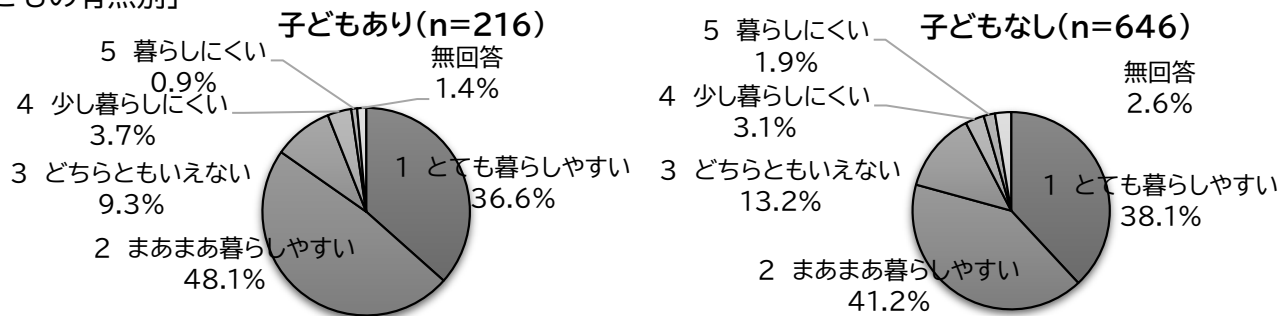 子どもあり(n=216)
5 暮らしにくい
0.9%
無回答
1.4%
4 少し暮らしにくい
3.7%
3 どちらともいえない
9.3%
1 とても暮らしやすい
36.6%
2 まあまあ暮らしやすい
48.1%
子どもなし(n=646)
5 暮らしにくい
1.9%
無回答
2.6%
4 少し暮らしにくい
3.1%
3 どちらともいえない
13.2%
1 とても暮らしやすい
38.1%
2 まあまあ暮らしやすい
41.2%